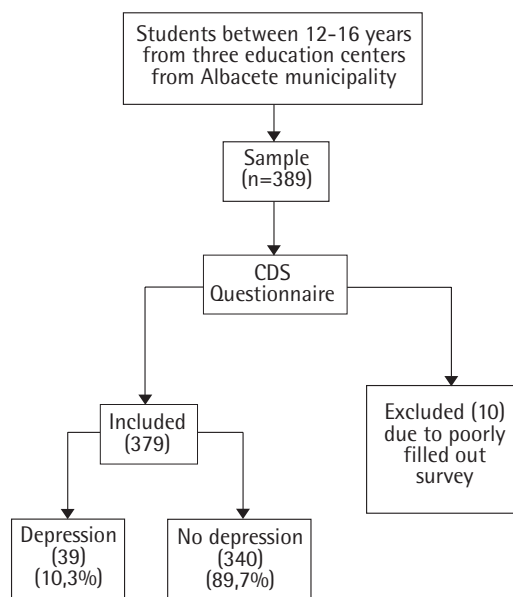 Students between 12-16 years
from three education centers
from Albacete municipality
Sample
(n=389)
CDS
Questionnaire
Included
(379)
Excluded (10)
due to poorly
filled out
survey
Depression
(39)
(10,3%)
No depression
(340)
(89,7%)